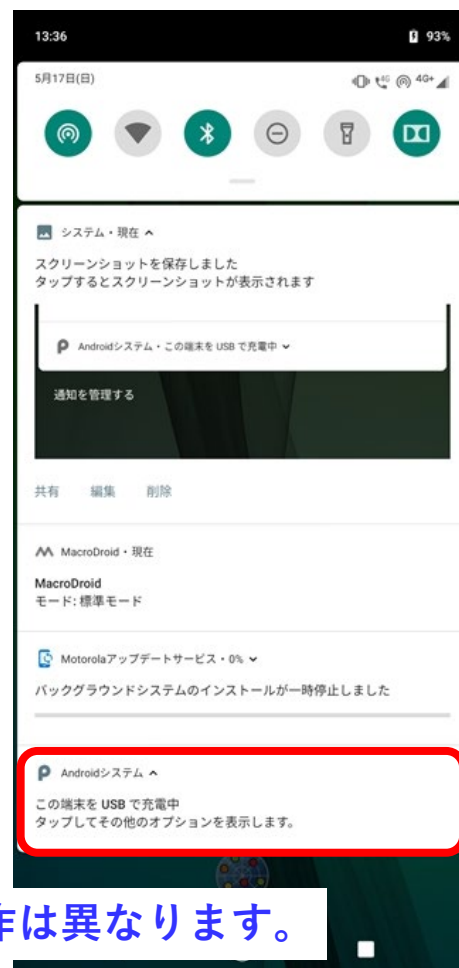 13:36 93%
5月17日(日) 4G 4G+
システム・現在
スクリーンショットを保存しました
タップするとスクリーンショットが表示されます
Androidシステム・この端末を USB で充電中
通知を管理する
共有 編集 削除
MacroDroid・現在
MacroDroid
モード: 標準モード
Motorolaアップデートサービス・0%
バックグラウンドシステムのインストールが一時停止しました
Androidシステム
この端末を USB で充電中
タップしてその他のオプションを表示します。
作は異なります。